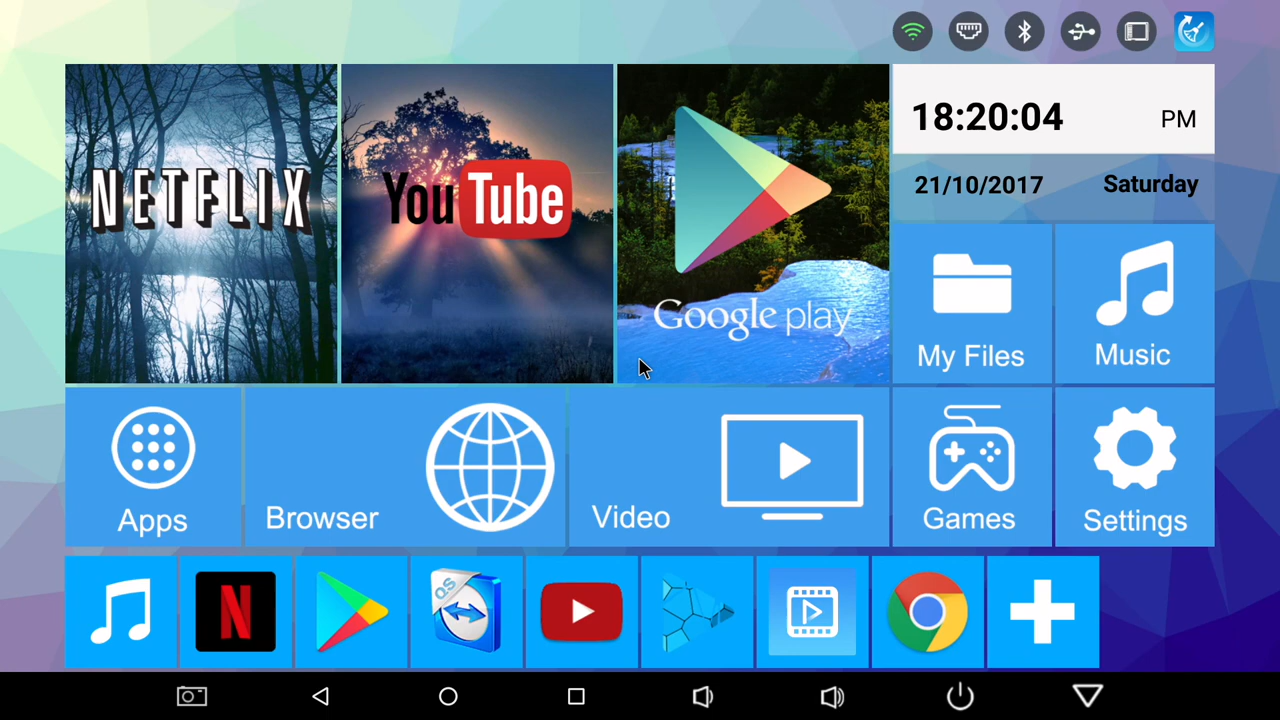 18:20:04 PM
NETFLIX
YouTube
21/10/2017 Saturday
Google play
My Files
Music
Apps
Browser
Video
Games
Settings
N
QS